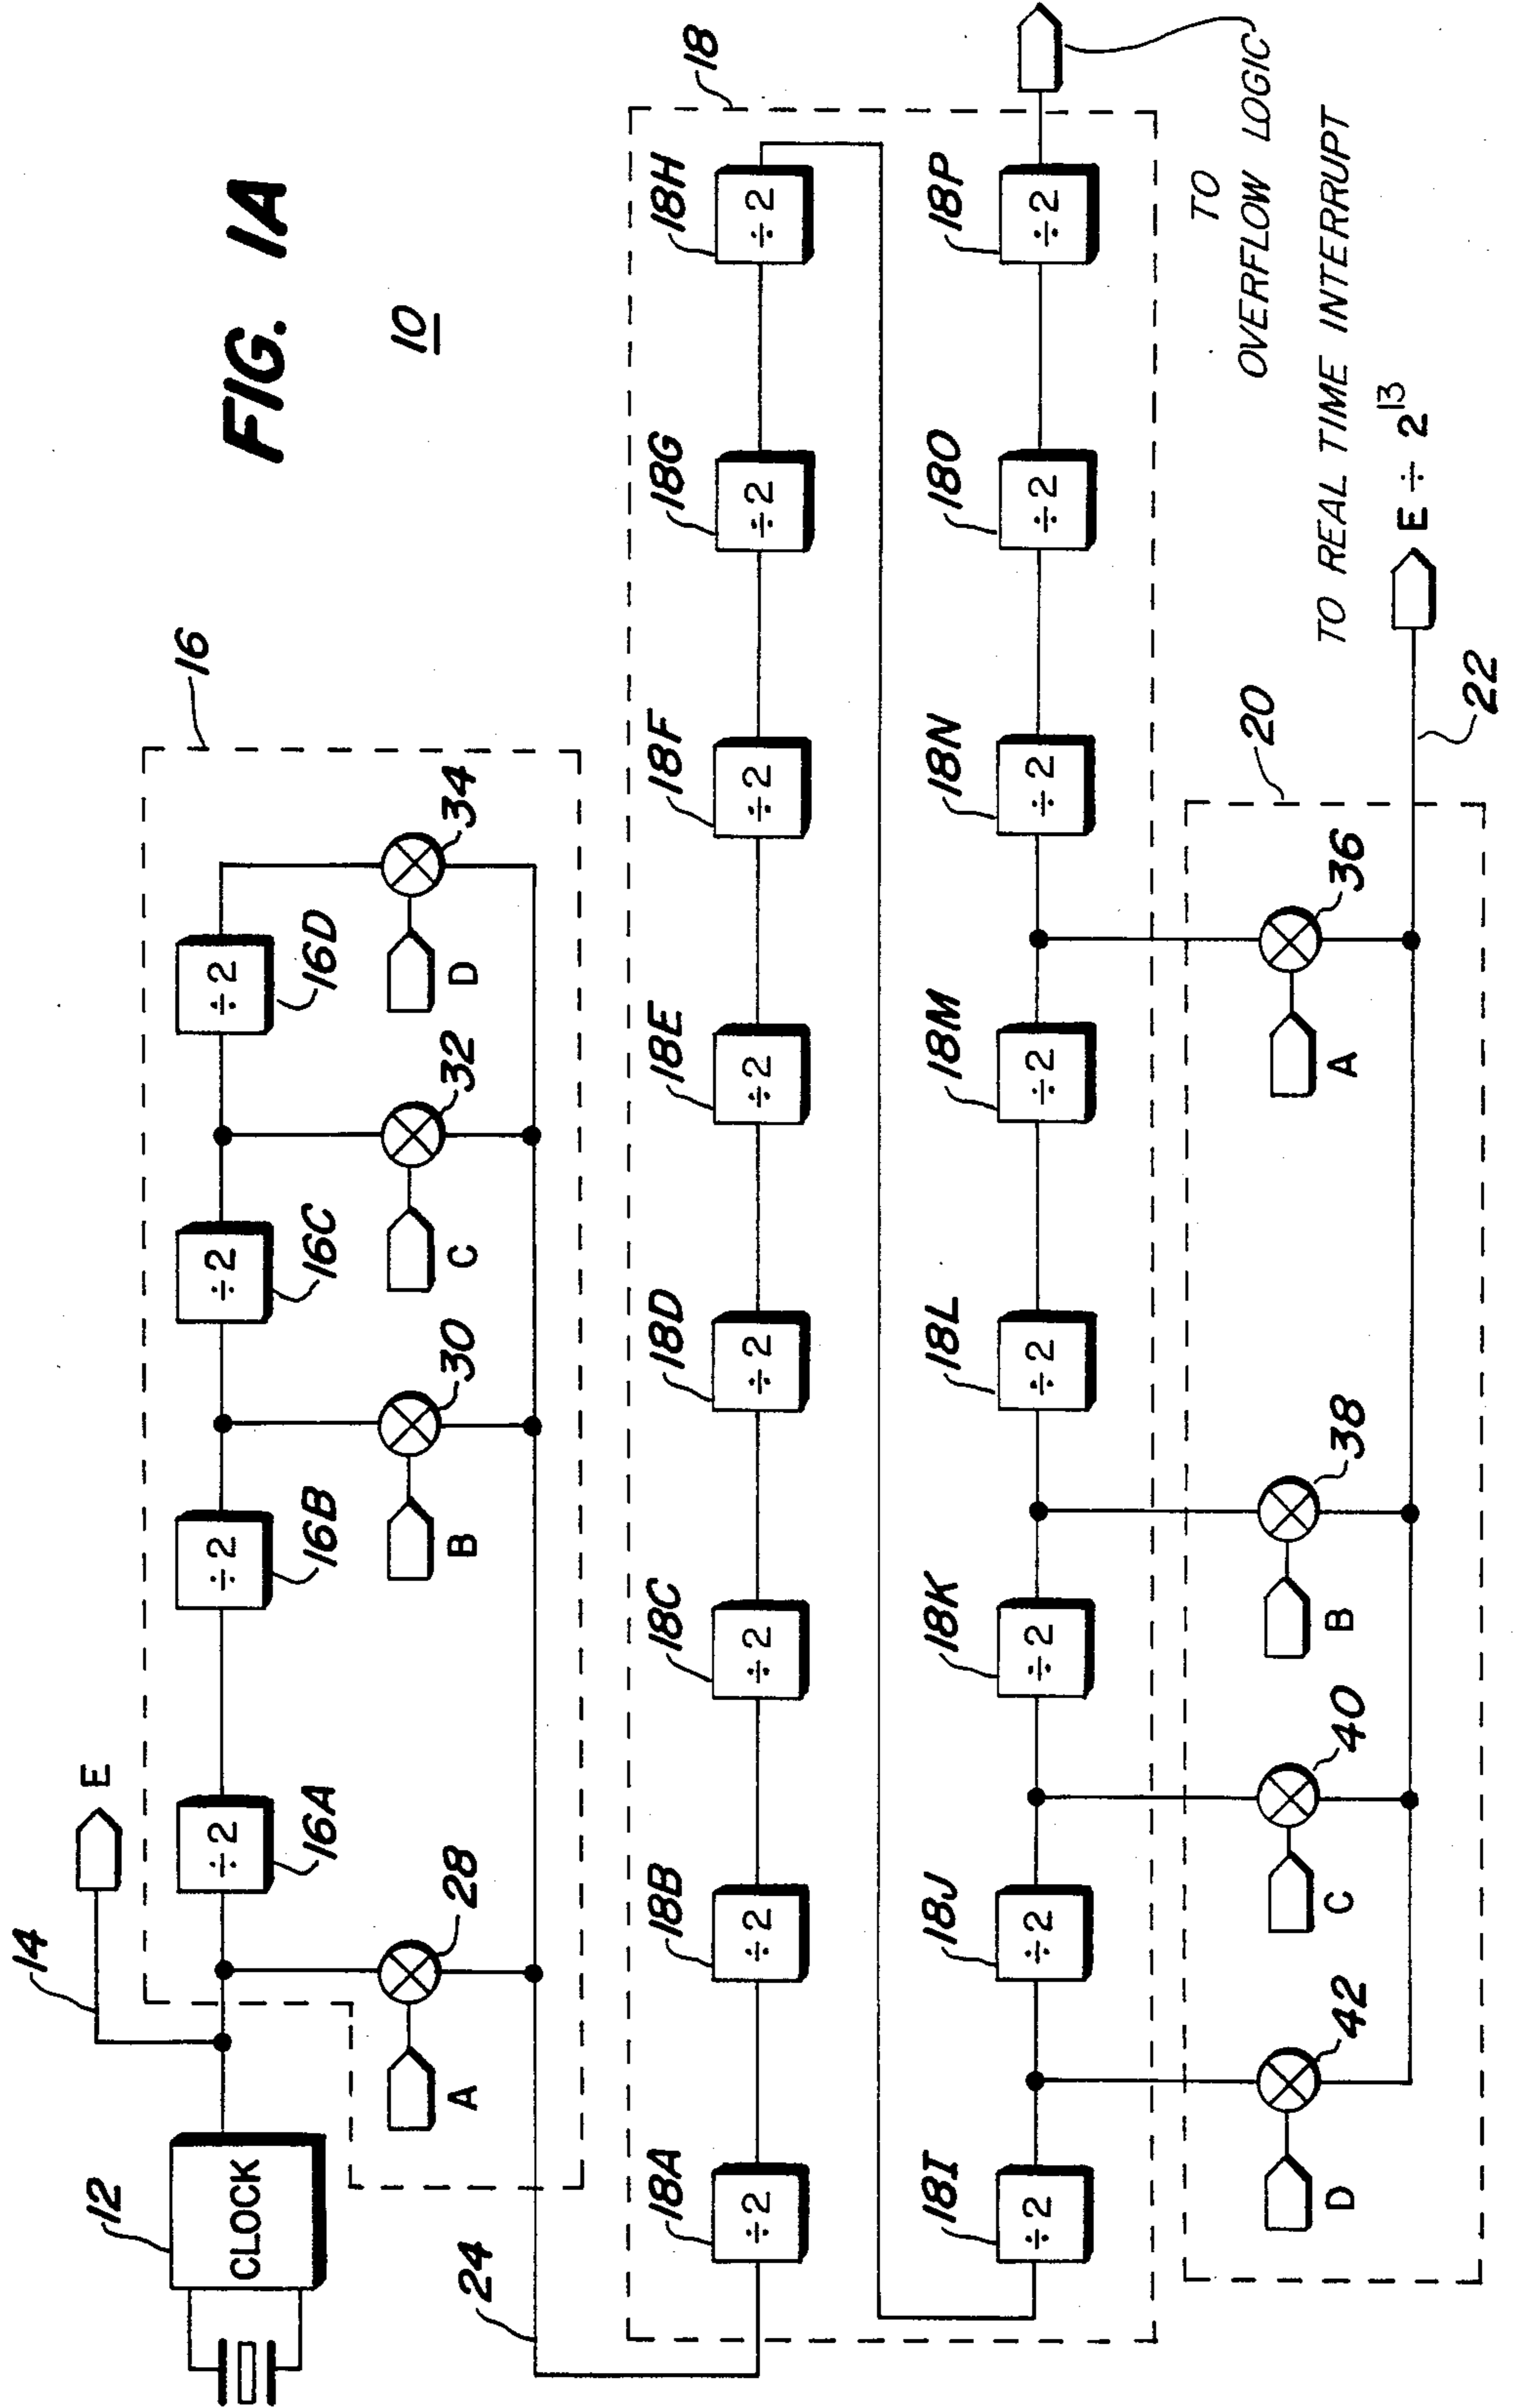 FIG. 1A
10
12
CLOCK
14
E
16
÷2
16A
÷2
16B
÷2
16C
÷2
16D
A
28
B
30
C
32
D
34
24
18
18A
÷2
18B
÷2
18C
÷2
18D
÷2
18E
÷2
18F
÷2
18G
÷2
18H
÷2
18I
÷2
18J
÷2
18K
÷2
18L
÷2
18M
÷2
18N
÷2
18O
÷2
18P
÷2
TO
OVERFLOW LOGIC
20
D
42
C
40
B
38
A
36
22
TO REAL TIME INTERRUPT
E ÷ 2¹³